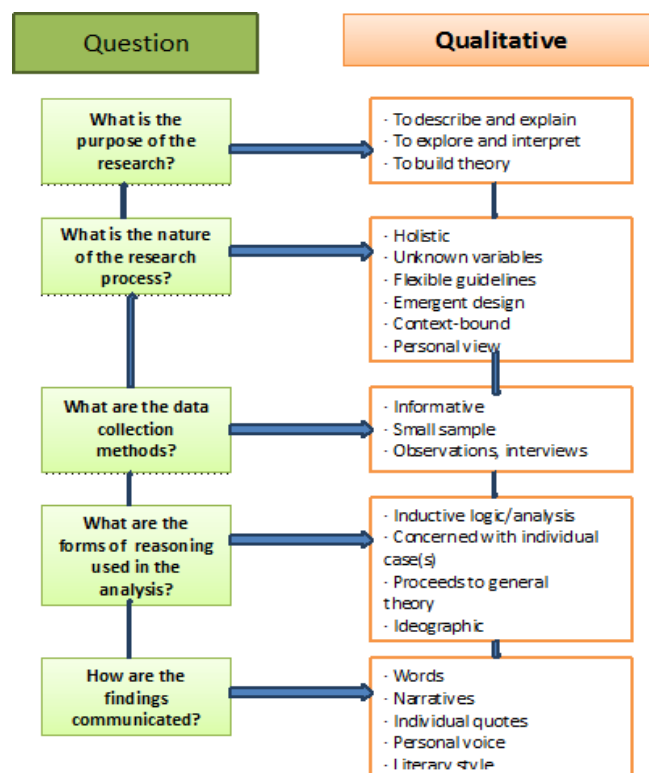 Question
Qualitative
What is the
purpose of the
research?
· To describe and explain
· To explore and interpret
· To build theory
What is the nature
of the research
process?
· Holistic
· Unknown variables
· Flexible guidelines
· Emergent design
· Context-bound
· Personal view
What are the data
collection
methods?
· Informative
· Small sample
· Observations, interviews
What are the
forms of reasoning
used in the
analysis?
· Inductive logic/analysis
· Concerned with individual
case(s)
· Proceeds to general
theory
· Ideographic
How are the
findings
communicated?
· Words
· Narratives
· Individual quotes
· Personal voice
· Literary style